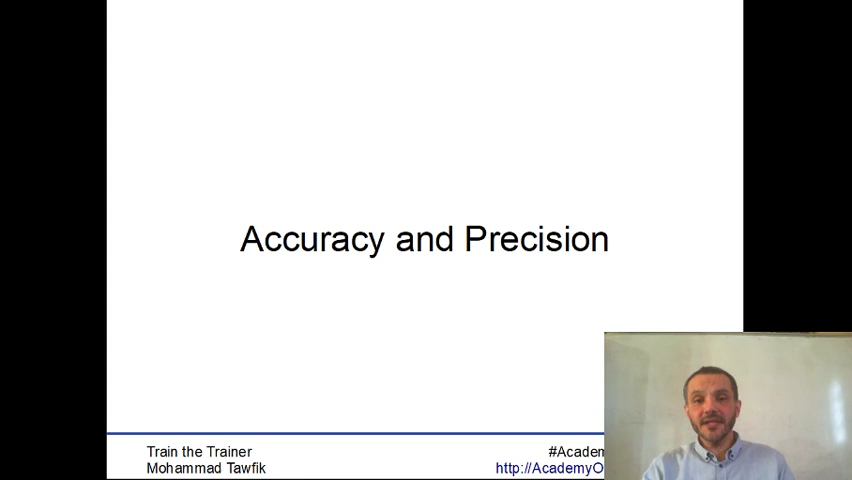 Accuracy and Precision
Train the Trainer
Mohammad Tawfik